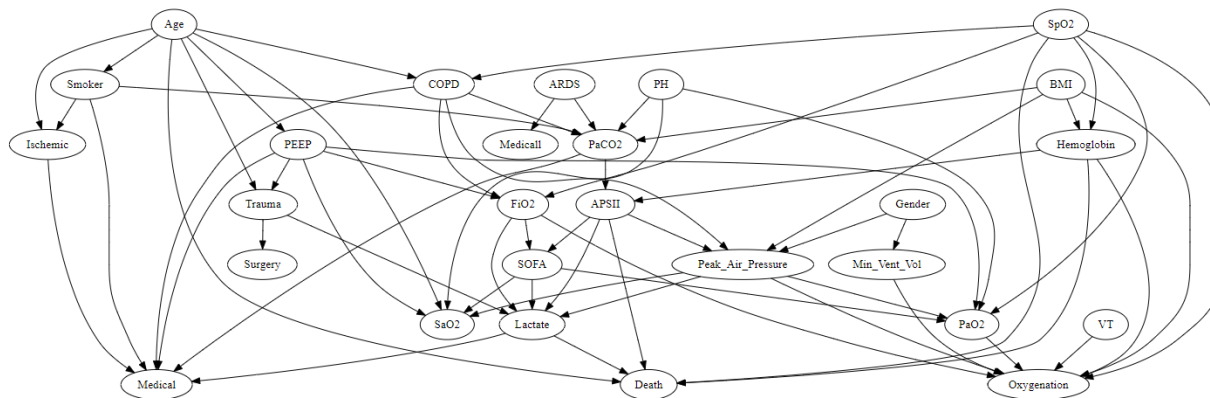 Age
SpO2
Smoker
COPD
ARDS
PH
BMI
Ischemic
PEEP
Medicall
PaCO2
Hemoglobin
Trauma
FiO2
APSII
Gender
Surgery
SOFA
Peak_Air_Pressure
Min_Vent_Vol
SaO2
Lactate
PaO2
VT
Medical
Death
Oxygenation